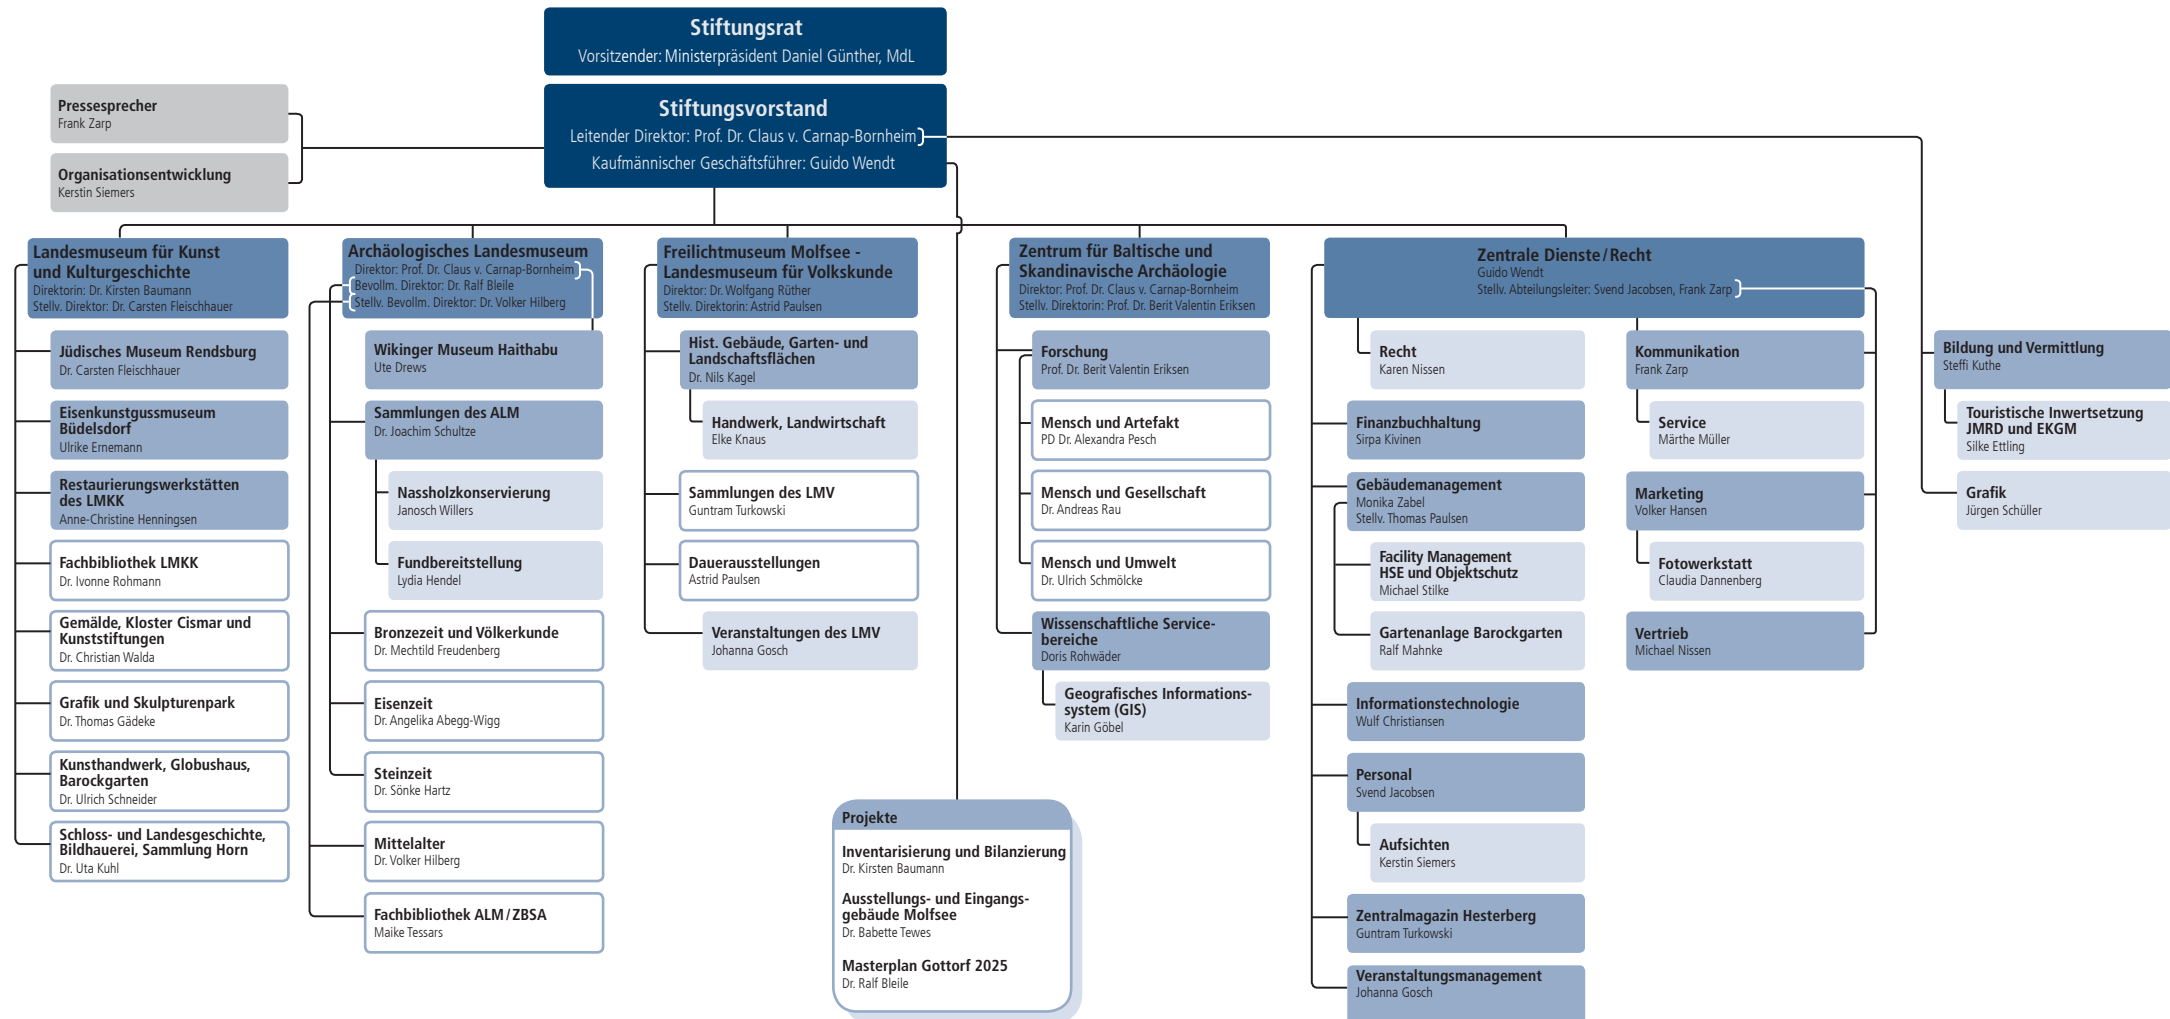 Stiftungsrat
Vorsitzender: Ministerpräsident Daniel Günther, MdL
Stiftungsvorstand
Leitender Direktor: Prof. Dr. Claus v. Carnap-Bornheim
Kaufmännischer Geschäftsführer: Guido Wendt
Pressesprecher
Frank Zarp
Organisationsentwicklung
Kerstin Siemers
Landesmuseum für Kunst
und Kulturgeschichte
Direktorin: Dr. Kirsten Baumann
Stellv. Direktor: Dr. Carsten Fleischhauer
Jüdisches Museum Rendsburg
Dr. Carsten Fleischhauer
Eisenkunstgussmuseum
Büdelsdorf
Ulrike Ernemann
Restaurierungswerkstätten
des LMKK
Anne-Christine Henningsen
Fachbibliothek LMKK
Dr. Ivonne Rohmann
Gemälde, Kloster Cismar und
Kunststiftungen
Dr. Christian Walda
Grafik und Skulpturenpark
Dr. Thomas Gädeke
Kunsthandwerk, Globushaus,
Barockgarten
Dr. Ulrich Schneider
Schloss- und Landesgeschichte,
Bildhauerei, Sammlung Horn
Dr. Uta Kuhl
Archäologisches Landesmuseum
Direktor: Prof. Dr. Claus v. Carnap-Bornheim
Bevollm. Direktor: Dr. Ralf Bleile
Stellv. Bevollm. Direktor: Dr. Volker Hilberg
Wikinger Museum Haithabu
Ute Drews
Sammlungen des ALM
Dr. Joachim Schultze
Nassholzkonservierung
Janosch Willers
Fundbereitstellung
Lydia Hendel
Bronzezeit und Völkerkunde
Dr. Mechtild Freudenberg
Eisenzeit
Dr. Angelika Abegg-Wigg
Steinzeit
Dr. Sönke Hartz
Mittelalter
Dr. Volker Hilberg
Fachbibliothek ALM/ZBSA
Maike Tessars
Freilichtmuseum Molfsee -
Landesmuseum für Volkskunde
Direktor: Dr. Wolfgang Rüther
Stellv. Direktorin: Astrid Paulsen
Hist. Gebäude, Garten- und
Landschaftsflächen
Dr. Nils Kagel
Handwerk, Landwirtschaft
Elke Knaus
Sammlungen des LMV
Guntram Turkowski
Dauerausstellungen
Astrid Paulsen
Veranstaltungen des LMV
Johanna Gosch
Projekte
Inventarisierung und Bilanzierung
Dr. Kirsten Baumann
Ausstellungs- und Eingangs-
gebäude Molfsee
Dr. Babette Tewes
Masterplan Gottorf 2025
Dr. Ralf Bleile
Zentrum für Baltische und
Skandinavische Archäologie
Direktor: Prof. Dr. Claus v. Carnap-Bornheim
Stellv. Direktorin: Prof. Dr. Berit Valentin Eriksen
Forschung
Prof. Dr. Berit Valentin Eriksen
Mensch und Artefakt
PD Dr. Alexandra Pesch
Mensch und Gesellschaft
Dr. Andreas Rau
Mensch und Umwelt
Dr. Ulrich Schmölcke
Wissenschaftliche Service-
bereiche
Doris Rohwäder
Geografisches Informations-
system (GIS)
Karin Göbel
Zentrale Dienste/Recht
Guido Wendt
Stellv. Abteilungsleiter: Svend Jacobsen, Frank Zarp
Recht
Karen Nissen
Finanzbuchhaltung
Sirpa Kivinen
Gebäudemanagement
Monika Zabel
Stellv. Thomas Paulsen
Facility Management
HSE und Objektschutz
Michael Stilke
Gartenanlage Barockgarten
Ralf Mahnke
Informationstechnologie
Wulf Christiansen
Personal
Svend Jacobsen
Aufsichten
Kerstin Siemers
Zentralmagazin Hesterberg
Guntram Turkowski
Veranstaltungsmanagement
Johanna Gosch
Kommunikation
Frank Zarp
Service
Märthe Müller
Marketing
Volker Hansen
Fotowerkstatt
Claudia Dannenberg
Vertrieb
Michael Nissen
Bildung und Vermittlung
Steffi Kuthe
Touristische Inwertsetzung
JMRD und EKGM
Silke Ettling
Grafik
Jürgen Schüller